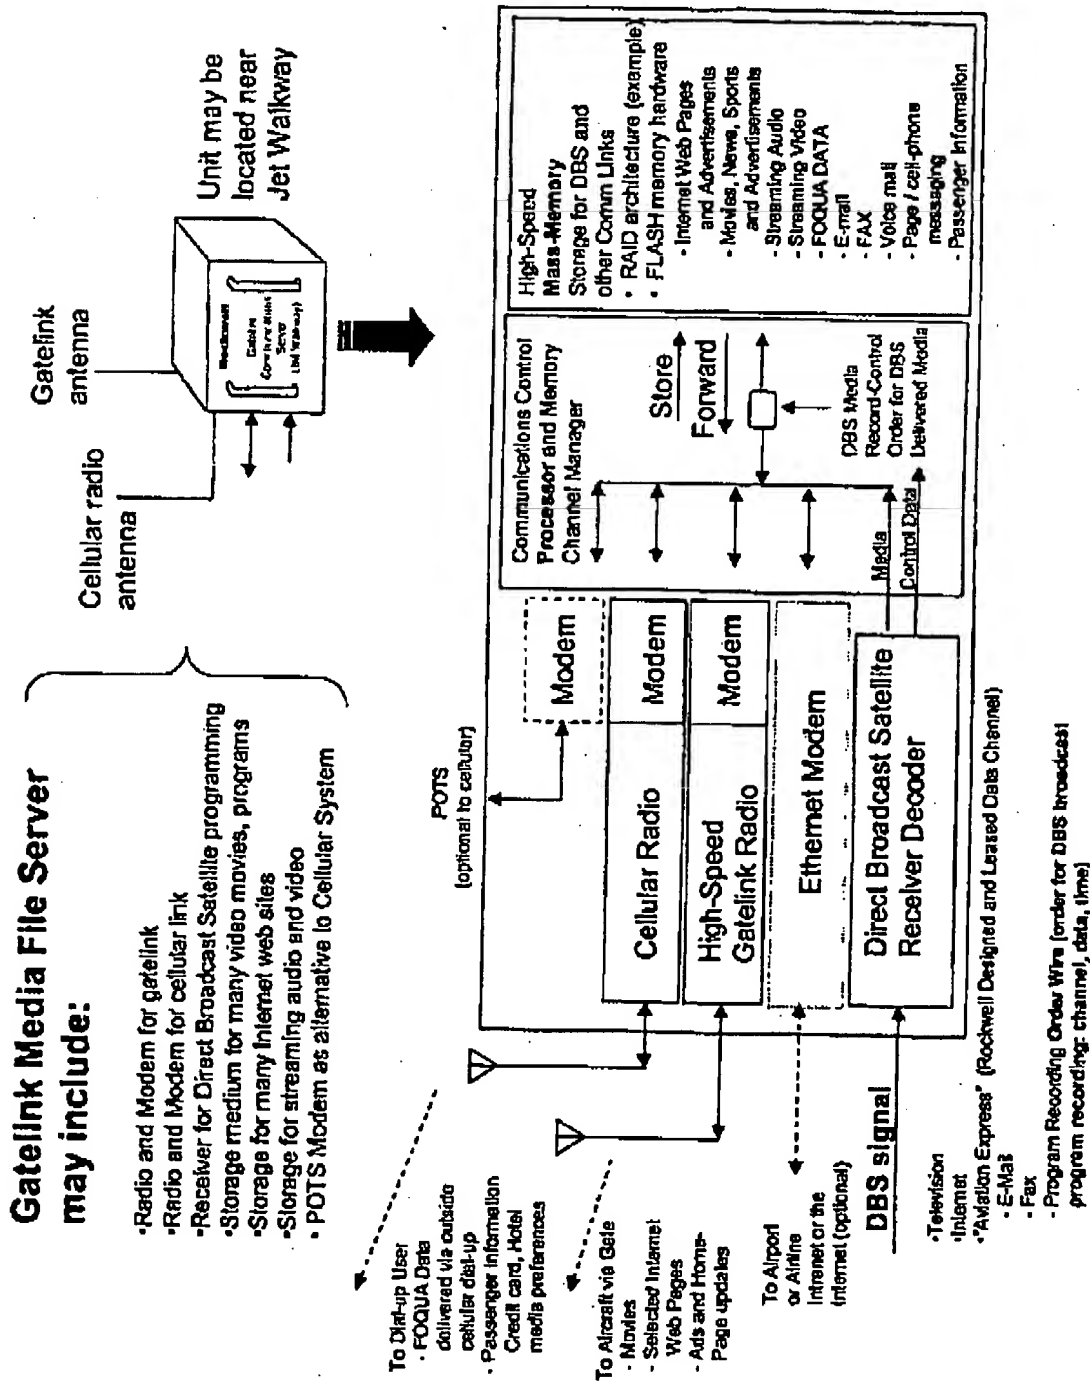 Gatelink Media File Server
may include:
•Radio and Modem for gatelink
•Radio and Modem for cellular link
•Receiver for Direct Broadcast Satellite programming
•Storage medium for many video movies, programs
•Storage for many Internet web sites
•Storage for streaming audio and video
• POTS Modem as alternative to Cellular System
Cellular radio
antenna
Gatelink
antenna
Unit may be
located near
Jet Walkway
Rockwell
Server
POTS
(optional to cellular)
Modem
Cellular Radio
Modem
High-Speed
Gatelink Radio
Modem
Ethernet Modem
Direct Broadcast Satellite
Receiver Decoder
Communications Control
Processor and Memory
Channel Manager
Store
Forward
Media
Control Data
DBS Media
Record-Control
Order for DBS
Delivered Media
High-Speed
Mass-Memory
Storage for DBS and
other Comm Links
• RAID architecture (example)
• FLASH memory hardware
- Internet Web Pages
and Advertisements
- Movies, News, Sports
and Advertisements
- Streaming Audio
- Streaming Video
- FOQUA DATA
- E-mail
- FAX
- Voice mail
- Page / cell-phone
messaging
- Passenger Information
To Dial-up User
- FOQUA Data
delivered via outside
cellular dial-up
- Passenger Information
Credit card, Hotel
media preferences
To Aircraft via Gate
- Movies
- Selected Internet
Web Pages
- Ads and Home-
Page updates
To Airport
or Airline
Intranet or the
Internet (optional)
DBS signal
•Television
•Internet
•"Aviation Express" (Rockwell Designed and Leased Data Channel)
- E-Mail
- Fax
- Program Recording Order Wire [order for DBS broadcast
program recording: channel, data, time]